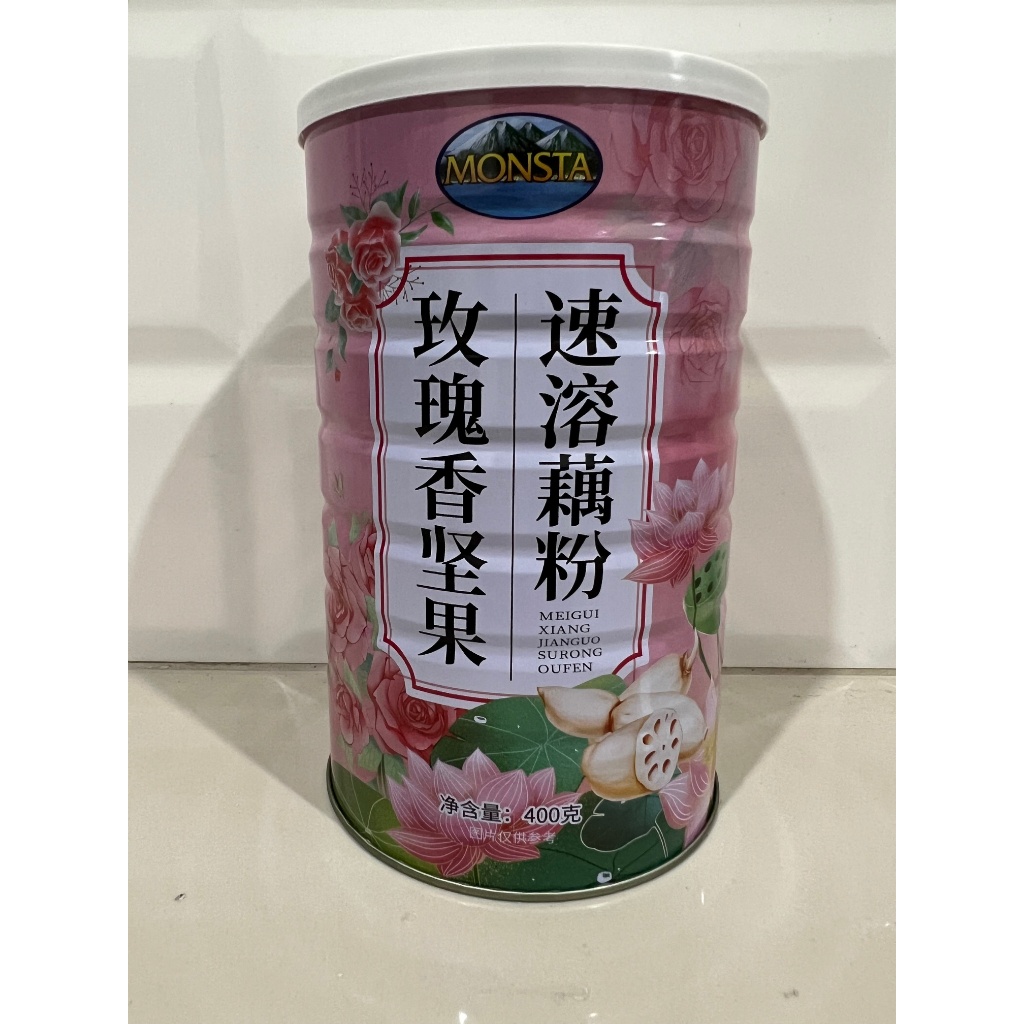 MONSTA
玫瑰香坚果
速溶藕粉
MEIGUI
XIANG
JIANGUO
SURONG
OUFEN
净含量：400克
图片仅供参考